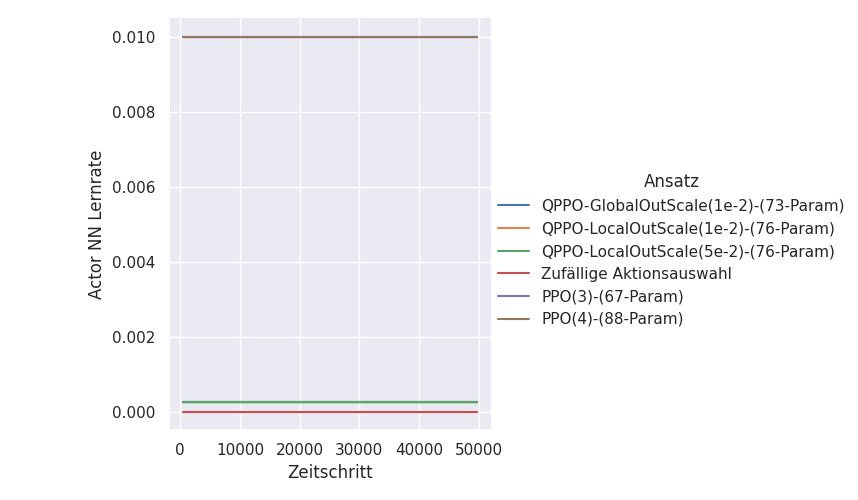 0.010
0.008
0.006
0.004
0.002
0.000
Actor NN Lernrate
0 10000 20000 30000 40000 50000
Zeitschritt
Ansatz
QPPO-GlobalOutScale(1e-2)-(73-Param)
QPPO-LocalOutScale(1e-2)-(76-Param)
QPPO-LocalOutScale(5e-2)-(76-Param)
Zufällige Aktionsauswahl
PPO(3)-(67-Param)
PPO(4)-(88-Param)